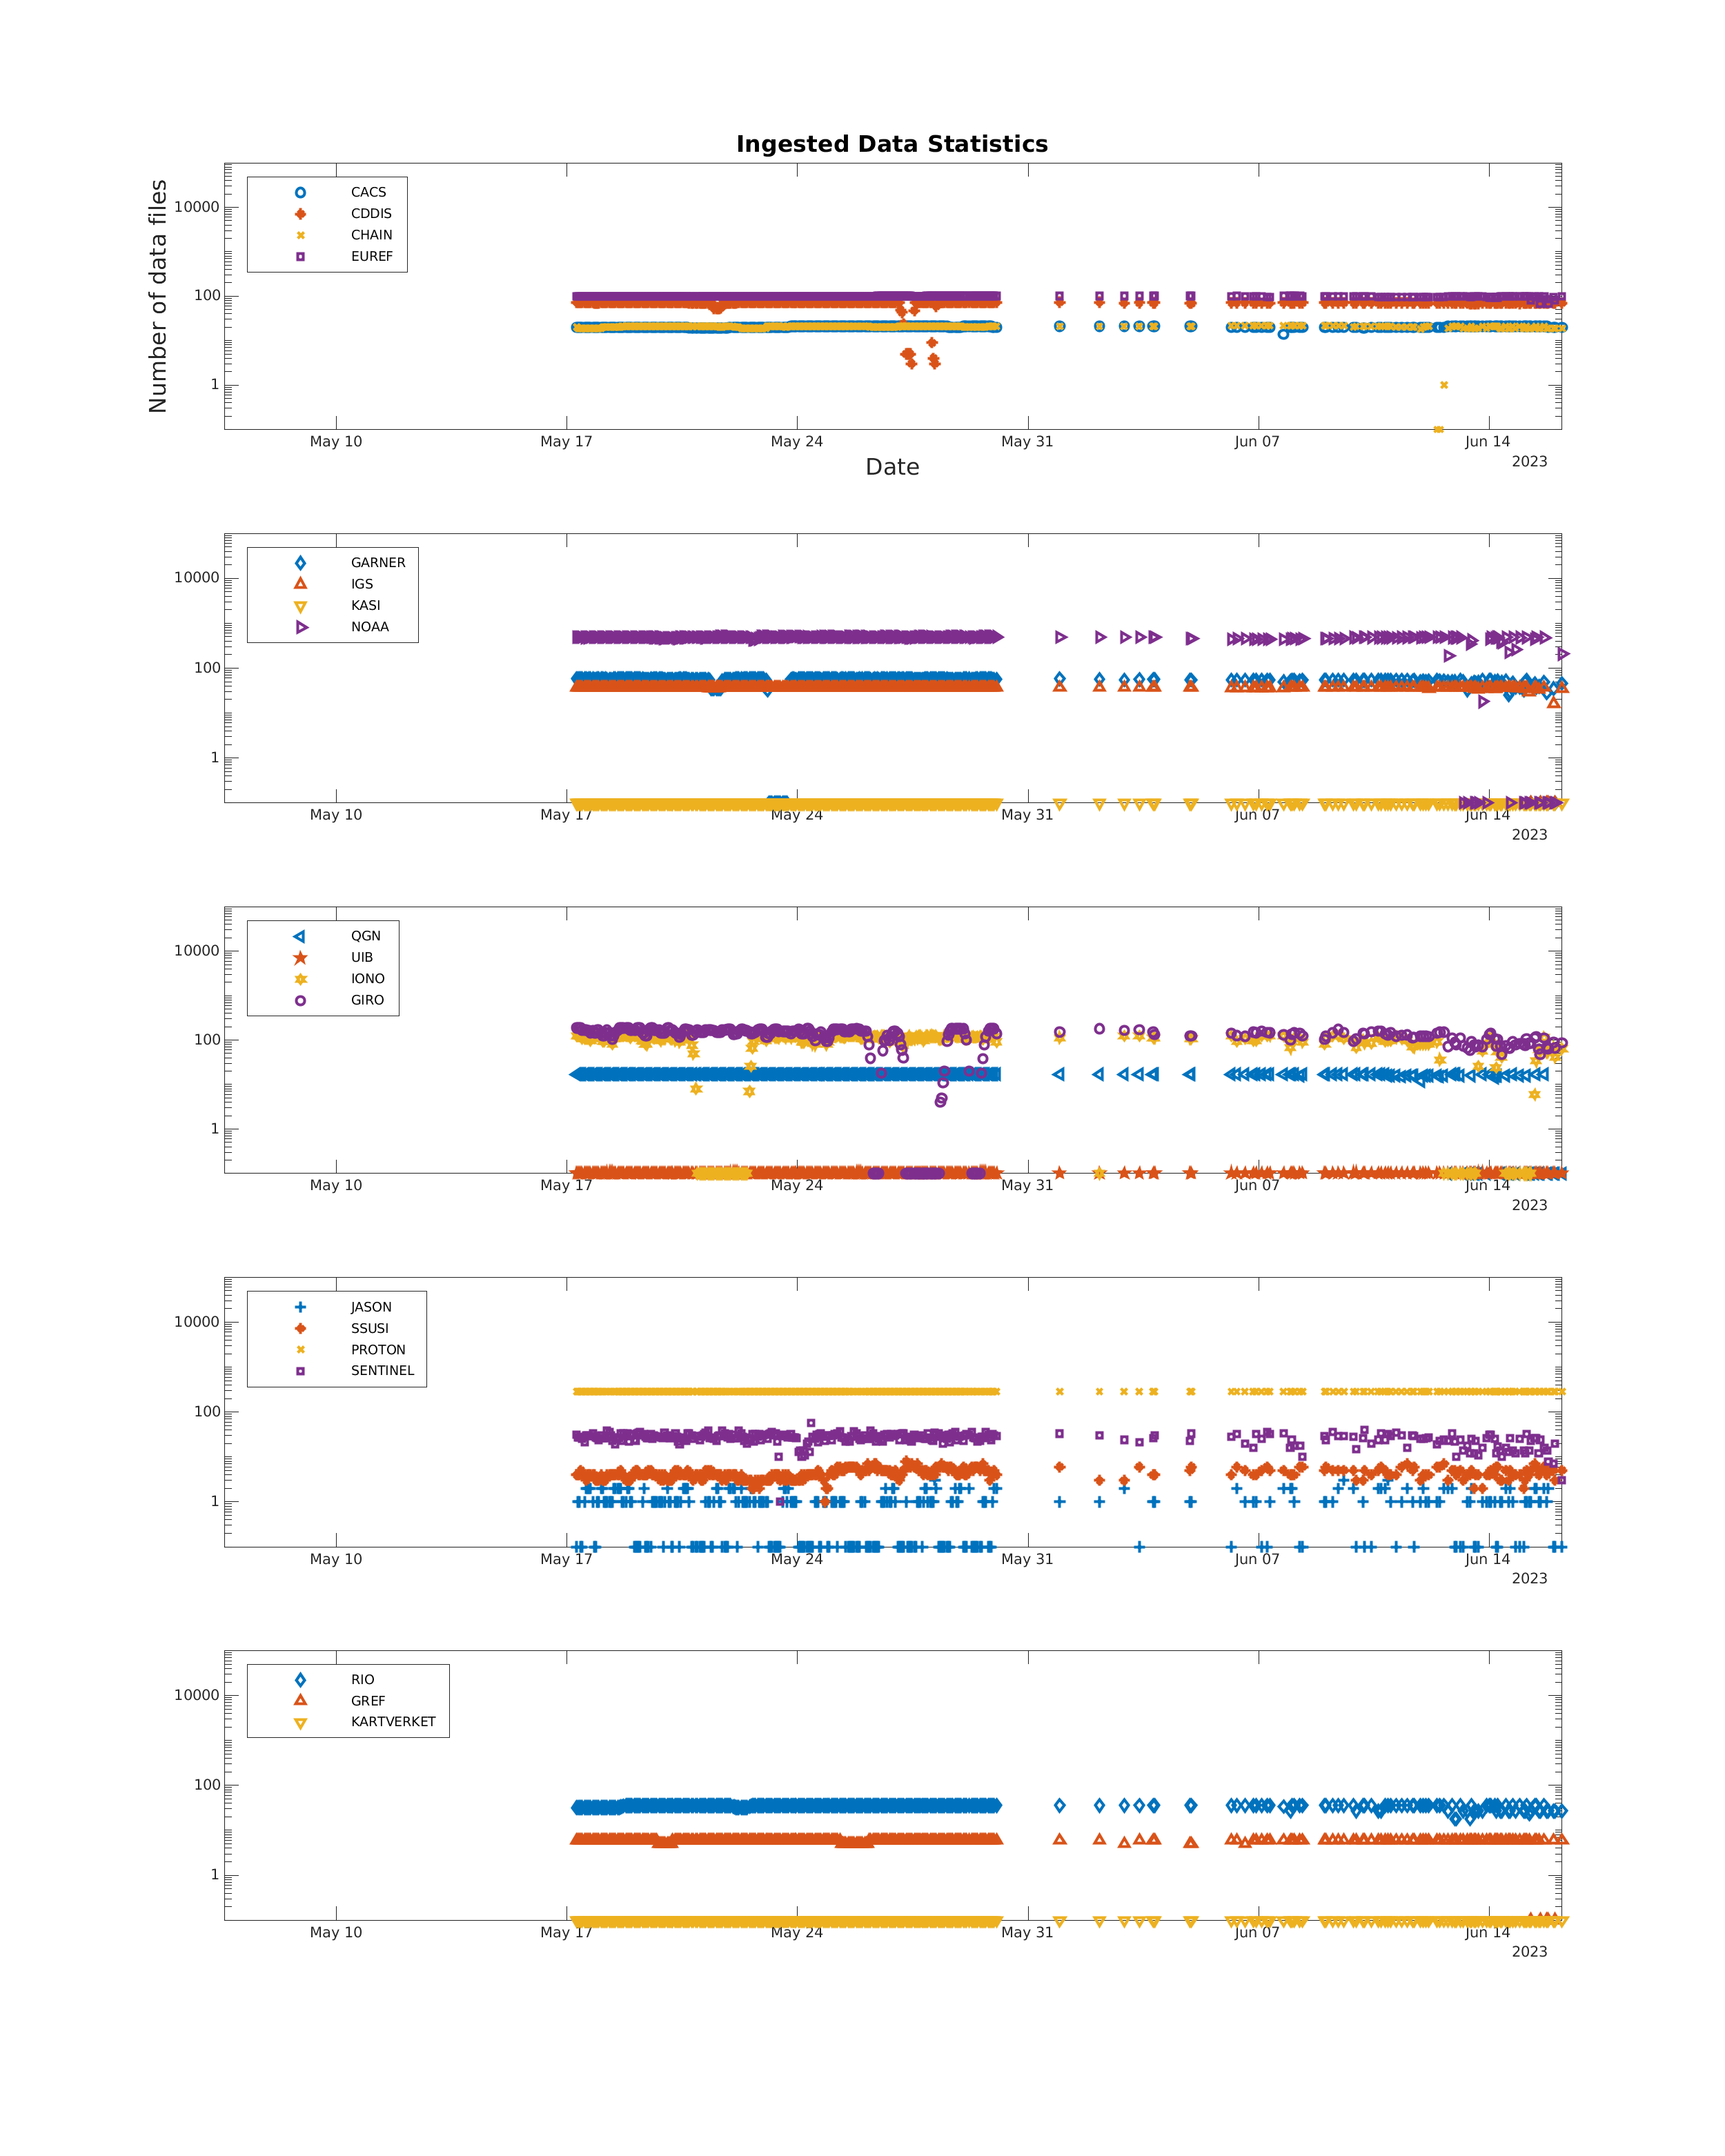 Ingested Data Statistics
Number of data files
10000
100
1
CACS
CDDIS
CHAIN
EUREF
May 10 May 17 May 24 May 31 Jun 07 Jun 14
2023
Date
10000
100
1
GARNER
IGS
KASI
NOAA
May 10 May 17 May 24 May 31 Jun 07 Jun 14
2023
10000
100
1
QGN
UIB
IONO
GIRO
May 10 May 17 May 24 May 31 Jun 07 Jun 14
2023
10000
100
1
JASON
SSUSI
PROTON
SENTINEL
May 10 May 17 May 24 May 31 Jun 07 Jun 14
2023
10000
100
1
RIO
GREF
KARTVERKET
May 10 May 17 May 24 May 31 Jun 07 Jun 14
2023